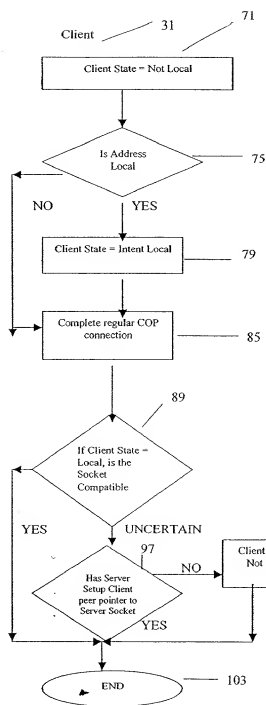 71
Client 31
Client State = Not Local
Is Address
Local
75
NO YES
Client State = Intent Local
79
Complete regular COP
connection
85
89
If Client State =
Local, is the
Socket
Compatible
YES UNCERTAIN
97
Has Server
Setup Client
peer pointer to
Server Socket
NO
Client
Not
YES
END
103